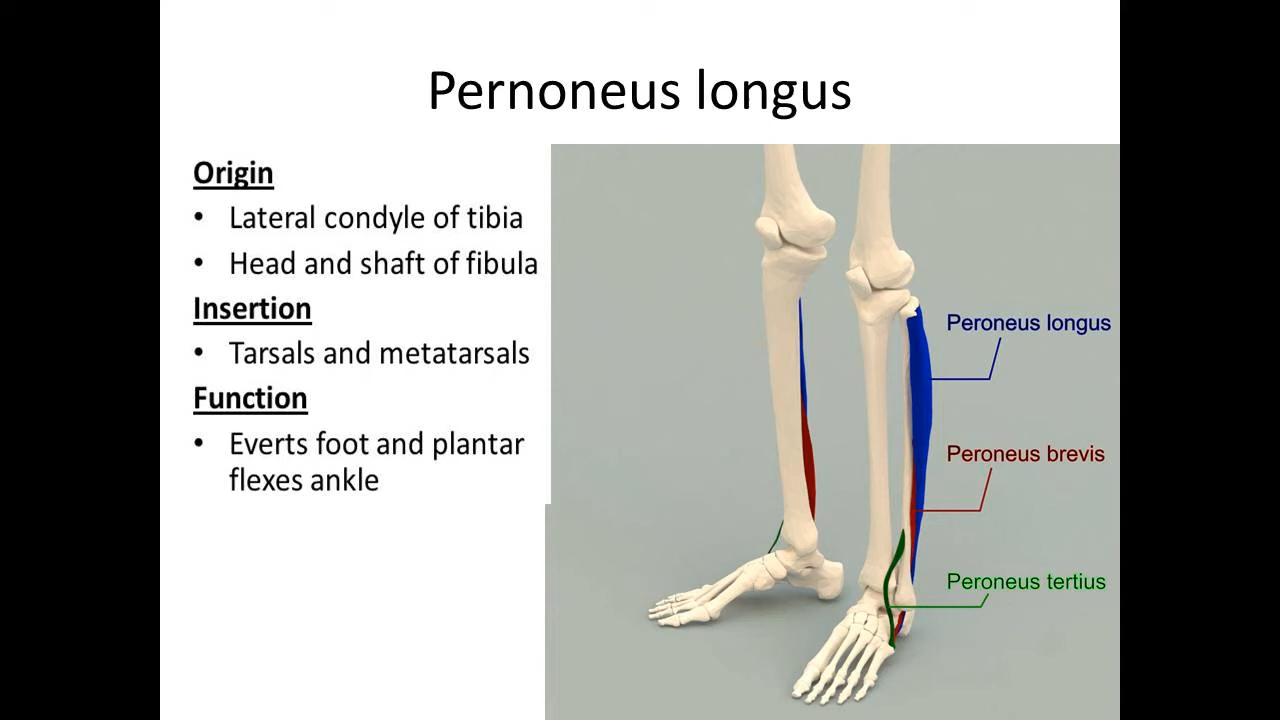 Pernoneus longus
Origin
• Lateral condyle of tibia
• Head and shaft of fibula
Insertion
• Tarsals and metatarsals
Function
• Everts foot and plantar
flexes ankle
Peroneus longus
Peroneus brevis
Peroneus tertius